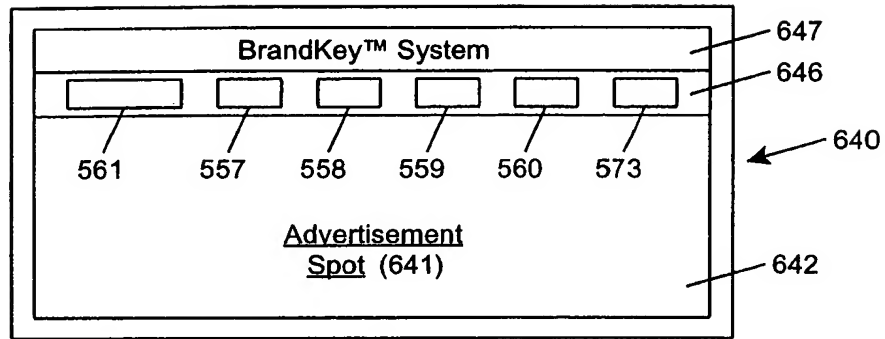 BrandKey™ System
647
646
561 557 558 559 560 573
640
Advertisement
Spot (641)
642